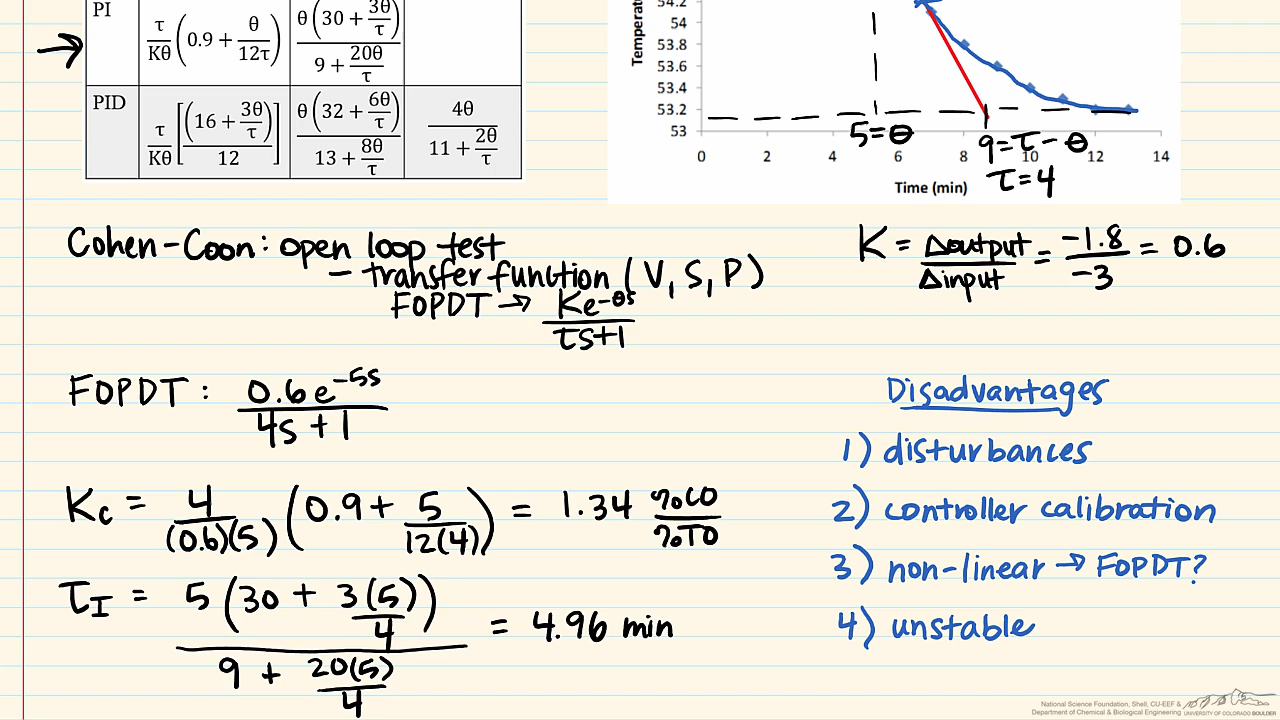 PI
τ/Kθ (0.9 + θ/12τ)
θ(30 + 3θ/τ) / (9 + 20θ/τ)
PID
τ/Kθ [(16 + 3θ/τ)/12]
θ(32 + 6θ/τ) / (13 + 8θ/τ)
4θ / (11 + 2θ/τ)
54.2
54
53.8
53.6
53.4
53.2
53
0 2 4 6 8 10 12 14
Time (min)
5=θ
9=τ-θ
τ=4
Cohen-Coon: open loop test
- transfer function (V, S, P)
FOPDT → Ke^-θs / τs+1
K = Δoutput/Δinput = -1.8/-3 = 0.6
FOPDT: 0.6e^-5s / 4s+1
Kc = 4/(0.6)(5) (0.9 + 5/12(4)) = 1.34 %CO/%TO
τI = 5(30 + 3(5)/4) / (9 + 20(5)/4) = 4.96 min
Disadvantages
1) disturbances
2) controller calibration
3) non-linear → FOPDT?
4) unstable
National Science Foundation, Shell, CU-EEF &
Department of Chemical & Biological Engineering
UNIVERSITY OF COLORADO BOULDER